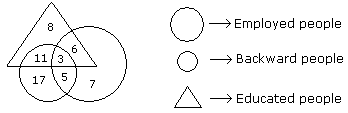 8
6
11 3
17 5 7
→ Employed people
→ Backward people
→ Educated people